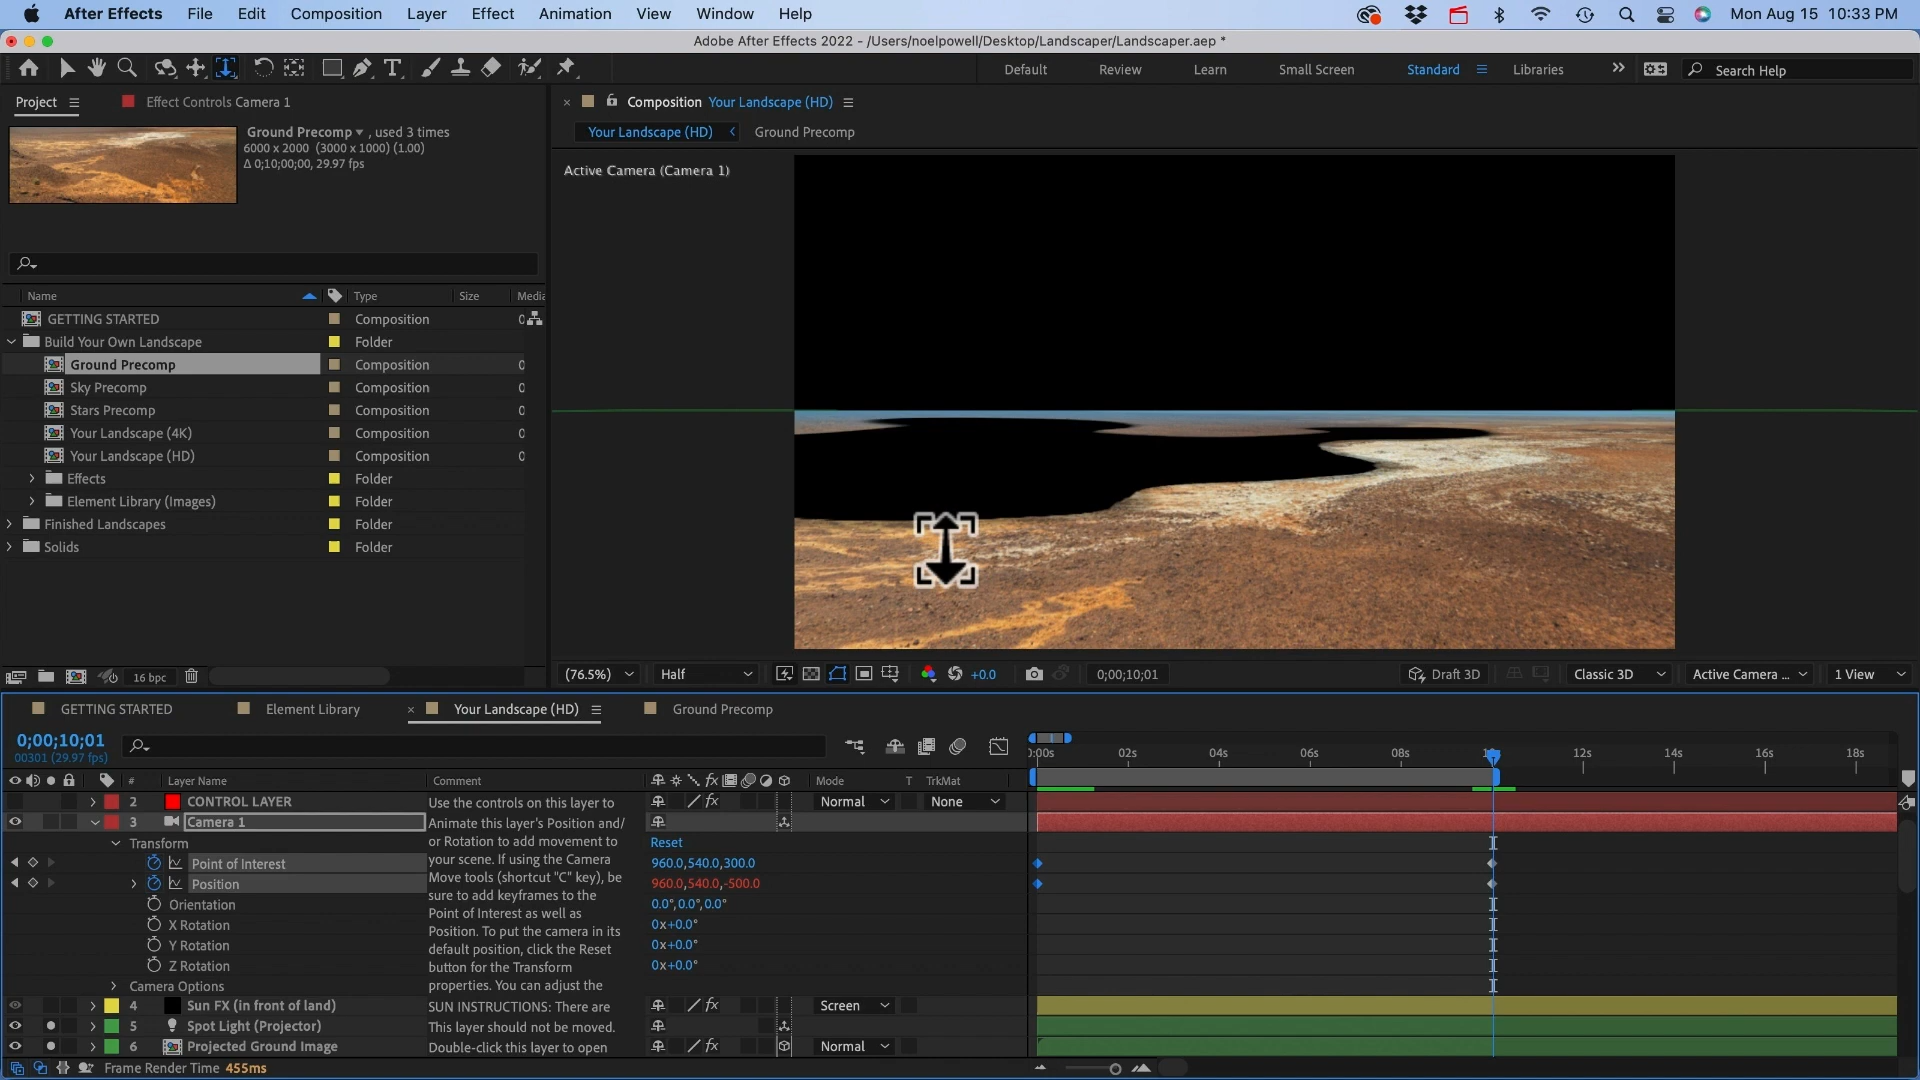 After Effects File Edit Composition Layer Effect Animation View Window Help Mon Aug 15 10:33 PM
Adobe After Effects 2022 - /Users/noelpowell/Desktop/Landscaper/Landscaper.aep *
Default Review Learn Small Screen Standard Libraries Search Help
Project Effect Controls Camera 1
Composition Your Landscape (HD)
Ground Precomp , used 3 times
6000 x 2000 (3000 x 1000) (1.00)
Δ 0;10;00;00, 29.97 fps
Your Landscape (HD) Ground Precomp
Active Camera (Camera 1)
Name Type Size Media
GETTING STARTED Composition 0
Build Your Own Landscape Folder
Ground Precomp Composition 0
Sky Precomp Composition 0
Stars Precomp Composition 0
Your Landscape (4K) Composition 0
Your Landscape (HD) Composition 0
Effects Folder
Element Library (Images) Folder
Finished Landscapes Folder
Solids Folder
16 bpc
(76.5%) Half +0.0 0;00;10;01 Draft 3D Classic 3D Active Camera ... 1 View
GETTING STARTED Element Library Your Landscape (HD) Ground Precomp
0;00;10;01
00301 (29.97 fps)
0:00s 02s 04s 06s 08s 12s 14s 16s 18s
# Layer Name Comment fx Mode T TrkMat
2 CONTROL LAYER Use the controls on this layer to fx Normal None
3 Camera 1 Animate this layer's Position and/
Transform or Rotation to add movement to Reset
Point of Interest your scene. If using the Camera 960.0,540.0,300.0
Position Move tools (shortcut "C" key), be 960.0,540.0,-500.0
Orientation sure to add keyframes to the 0.0°,0.0°,0.0°
Point of Interest as well as
X Rotation 0x+0.0°
Position. To put the camera in its
Y Rotation 0x+0.0°
default position, click the Reset
Z Rotation button for the Transform 0x+0.0°
Camera Options properties. You can adjust the
4 Sun FX (in front of land) SUN INSTRUCTIONS: There are fx Screen
5 Spot Light (Projector) This layer should not be moved.
6 Projected Ground Image Double-click this layer to open fx Normal
Frame Render Time 455ms